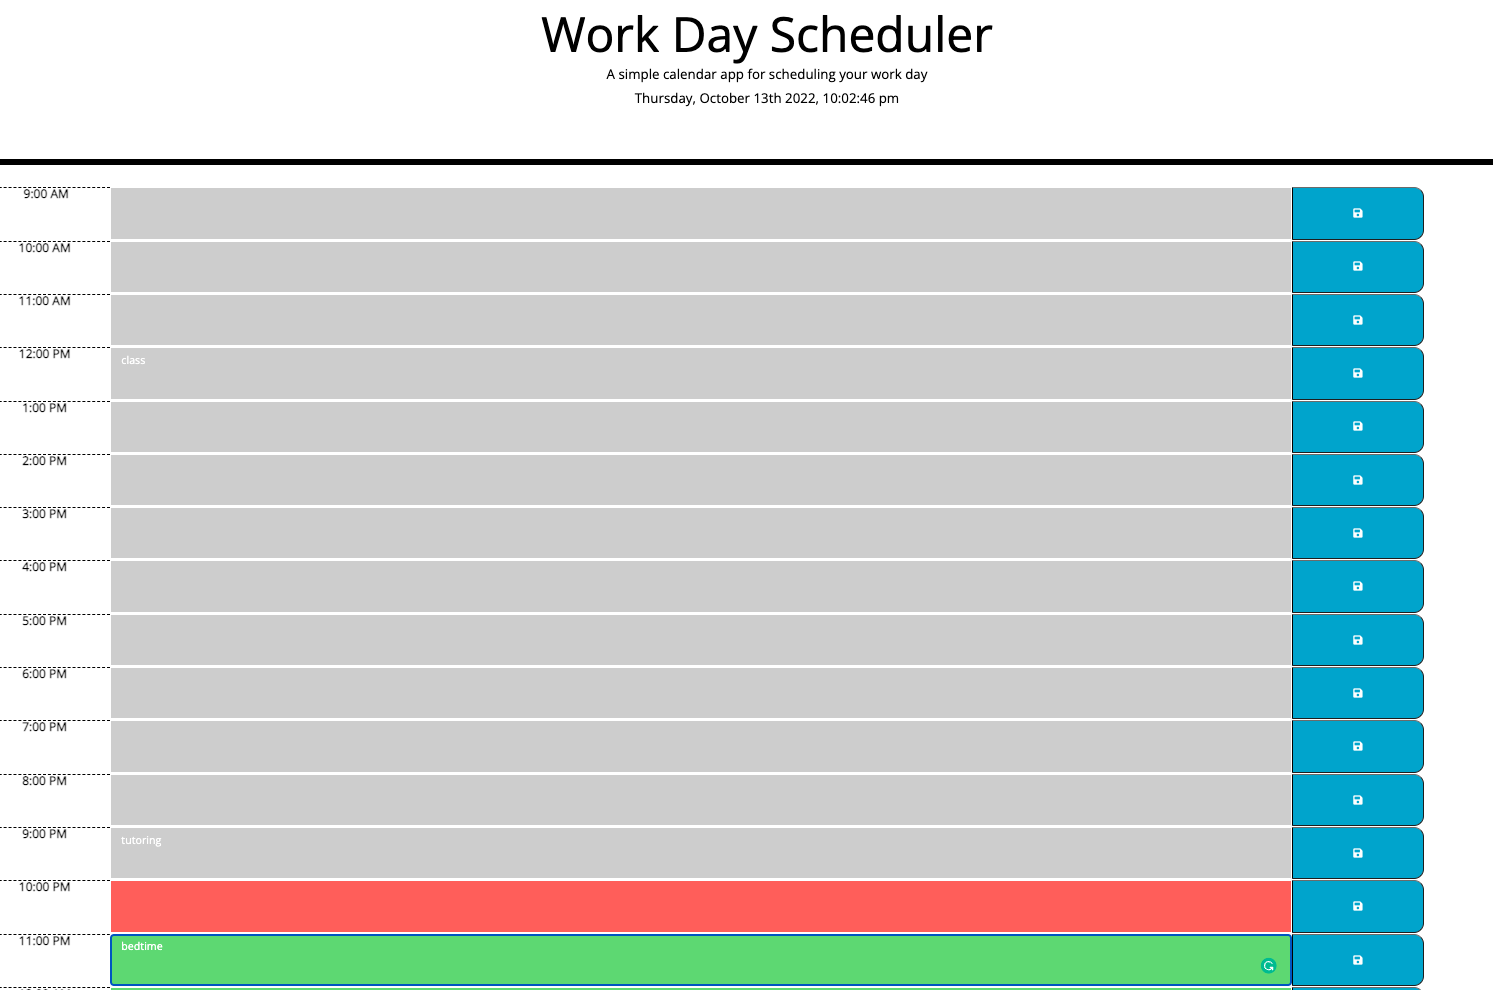 Work Day Scheduler
A simple calendar app for scheduling your work day
Thursday, October 13th 2022, 10:02:46 pm
9:00 AM
10:00 AM
11:00 AM
12:00 PM class
1:00 PM
2:00 PM
3:00 PM
4:00 PM
5:00 PM
6:00 PM
7:00 PM
8:00 PM
9:00 PM tutoring
10:00 PM
11:00 PM bedtime